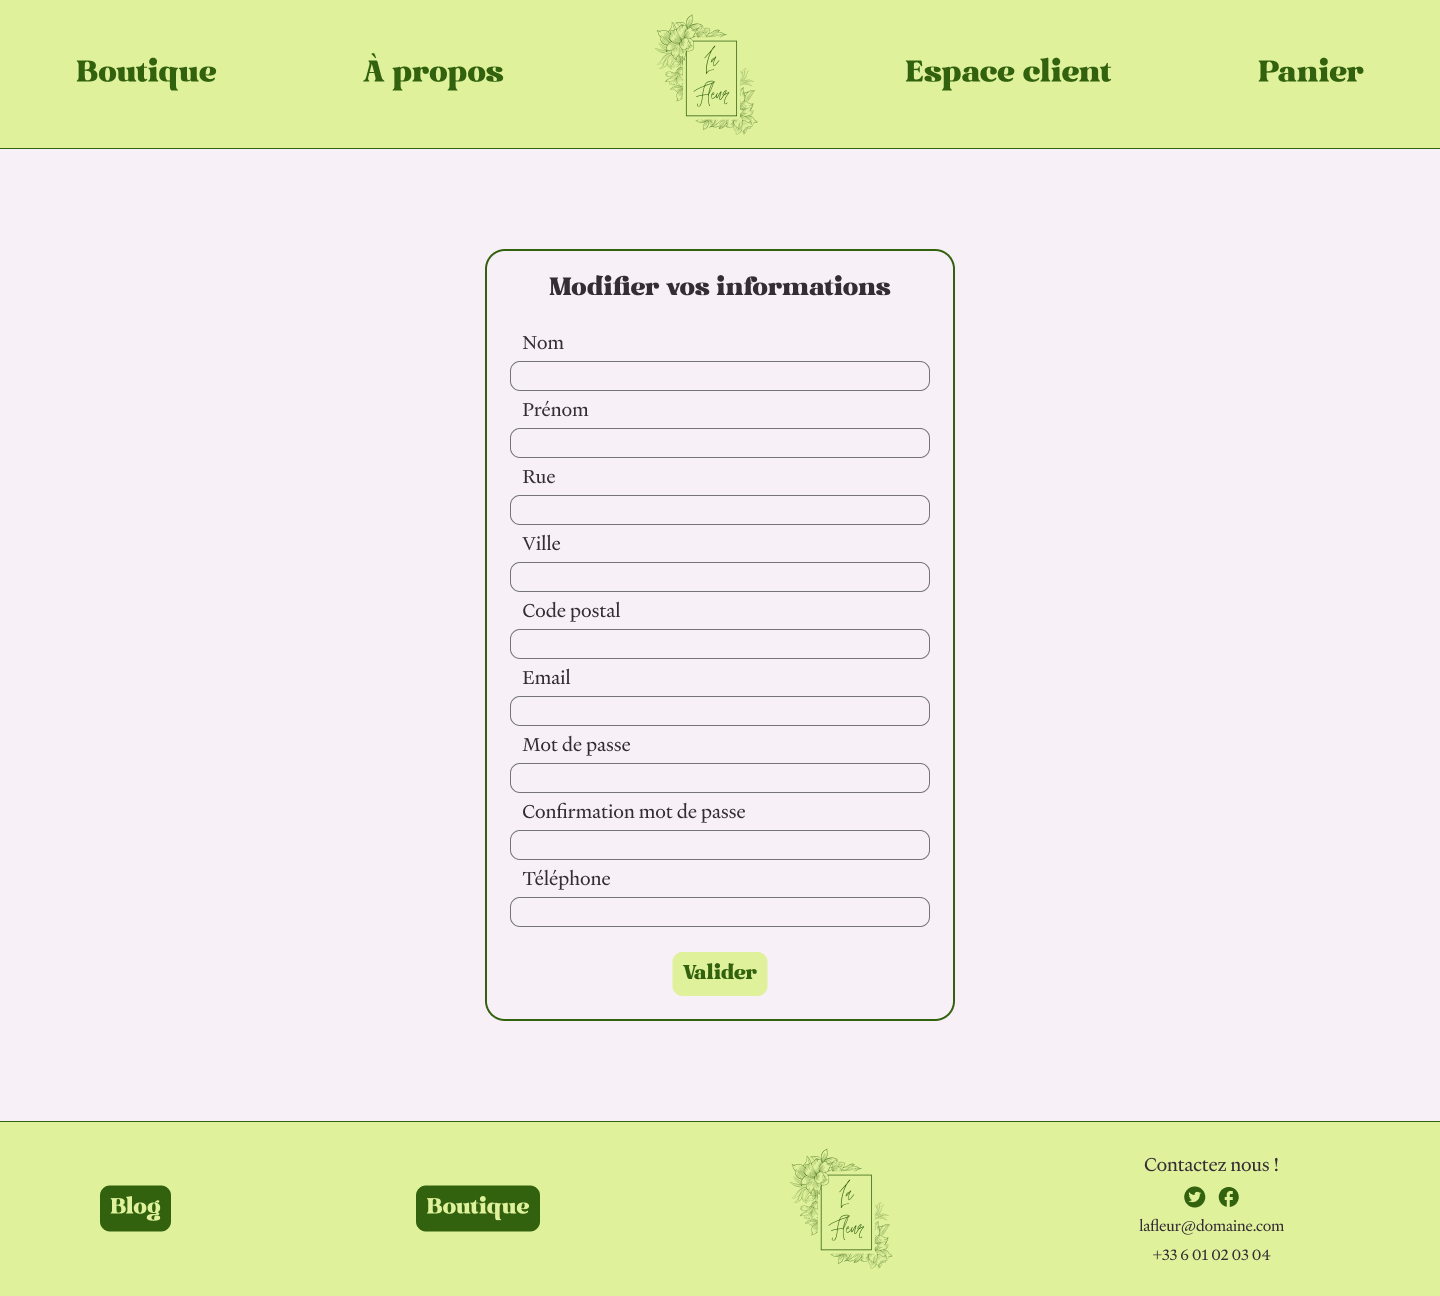 Boutique
À propos
La
Fleur
Espace client
Panier
Modifier vos informations
Nom
Prénom
Rue
Ville
Code postal
Email
Mot de passe
Confirmation mot de passe
Téléphone
Valider
Blog
Boutique
La
Fleur
Contactez nous !
lafleur@domaine.com
+33 6 01 02 03 04